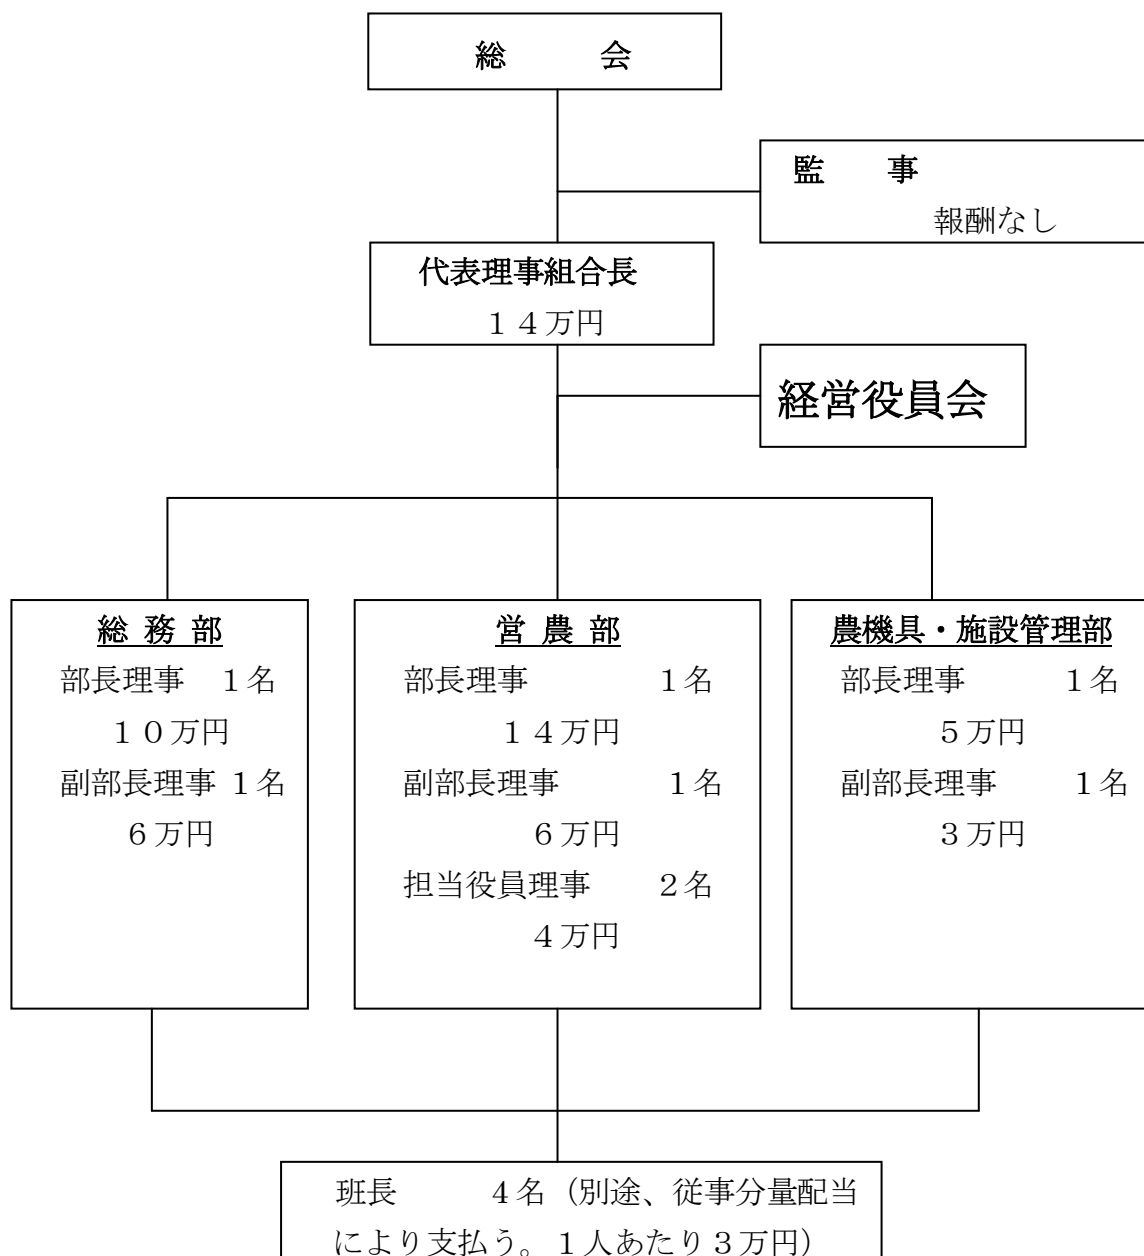 総　　会
監　事
報酬なし
代表理事組合長
１４万円
経営役員会
総 務 部
部長理事　１名
１０万円
副部長理事 １名
６万円
営 農 部
部長理事　　　　１名
１４万円
副部長理事　　　１名
６万円
担当役員理事　　２名
４万円
農機具・施設管理部
部長理事　　　１名
５万円
副部長理事　　１名
３万円
班長　　４名（別途、従事分量配当
により支払う。１人あたり３万円）